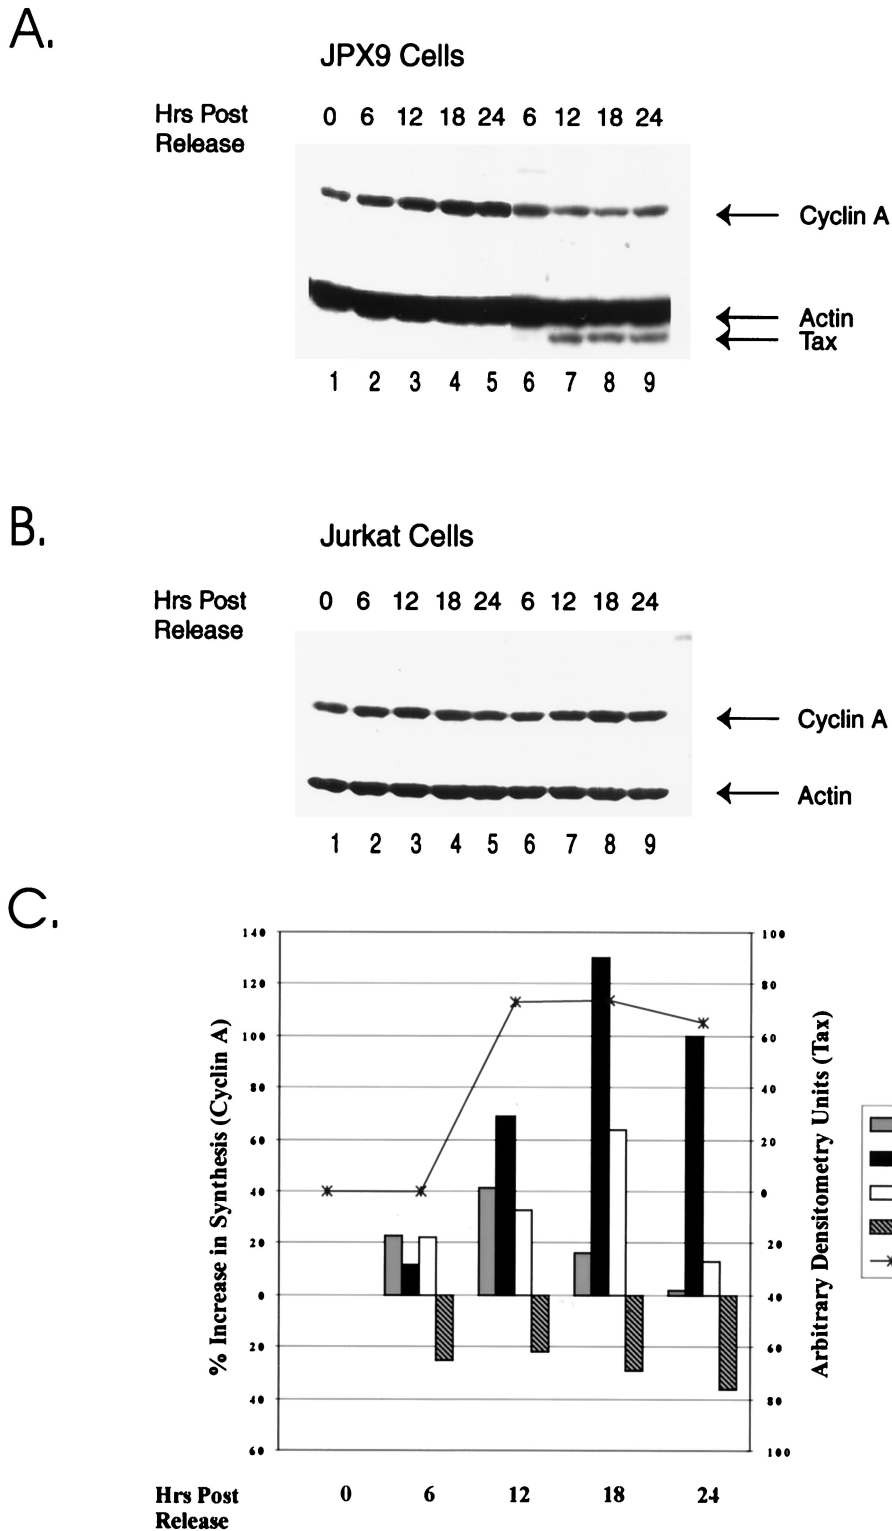 A.
JPX9 Cells
Hrs Post Release
0 6 12 18 24 6 12 18 24
Cyclin A
Actin
Tax
1 2 3 4 5 6 7 8 9
B.
Jurkat Cells
Hrs Post Release
0 6 12 18 24 6 12 18 24
Cyclin A
Actin
1 2 3 4 5 6 7 8 9
C.
% Increase in Synthesis (Cyclin A)
140
120
100
80
60
40
20
0
20
40
60
100
80
60
40
20
0
20
40
60
80
100
Arbitrary Densitometry Units (Tax)
Hrs Post Release
0 6 12 18 24